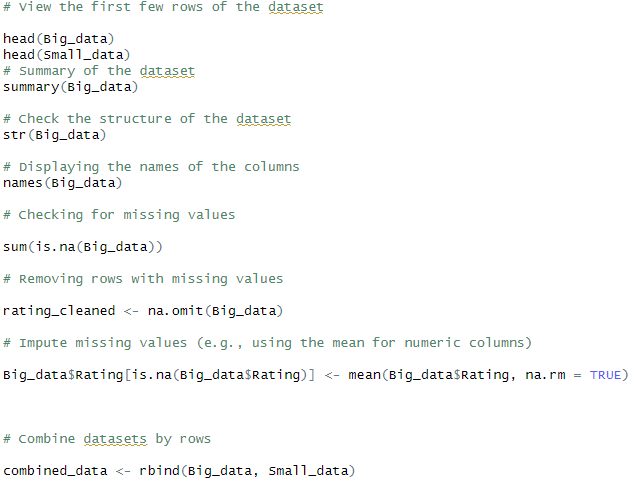 # View the first few rows of the dataset
head(Big_data)
head(Small_data)
# Summary of the dataset
summary(Big_data)
# Check the structure of the dataset
str(Big_data)
# Displaying the names of the columns
names(Big_data)
# Checking for missing values
sum(is.na(Big_data))
# Removing rows with missing values
rating_cleaned <- na.omit(Big_data)
# Impute missing values (e.g., using the mean for numeric columns)
Big_data$Rating[is.na(Big_data$Rating)] <- mean(Big_data$Rating, na.rm = TRUE)
# Combine datasets by rows
combined_data <- rbind(Big_data, Small_data)